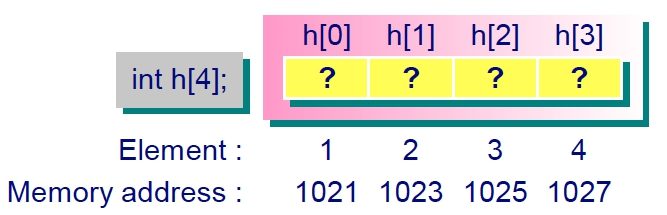 h[0] h[1] h[2] h[3]
int h[4]; ? ? ? ?
Element : 1 2 3 4
Memory address : 1021 1023 1025 1027